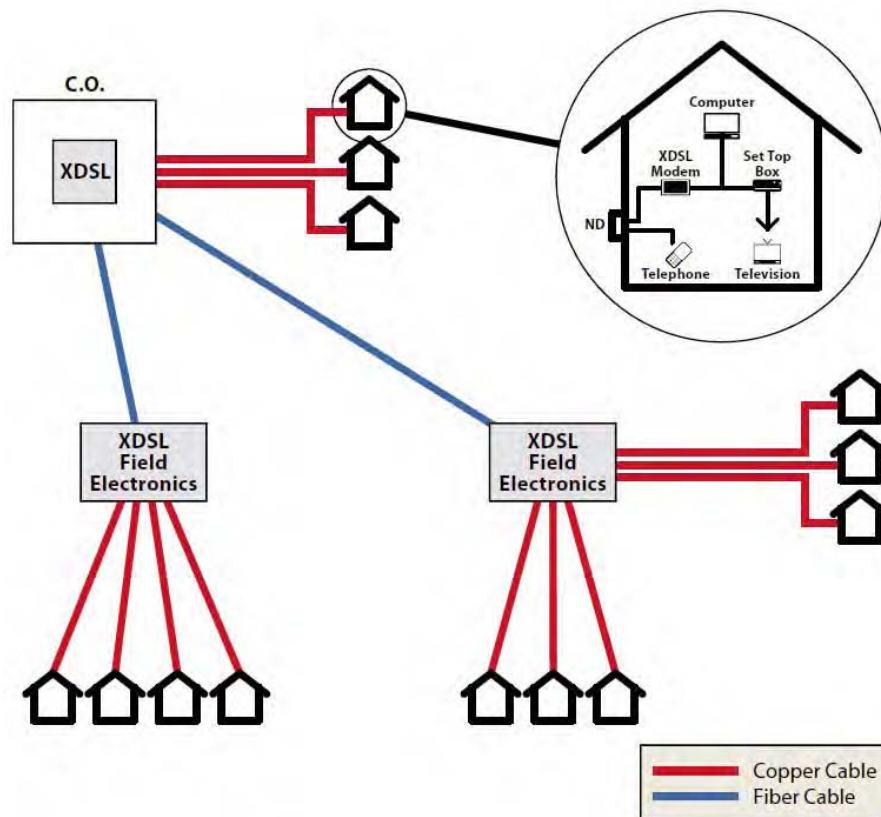 C.O.
XDSL
Computer
XDSL
Modem
Set Top
Box
ND
Telephone
Television
XDSL
Field
Electronics
XDSL
Field
Electronics
Copper Cable
Fiber Cable